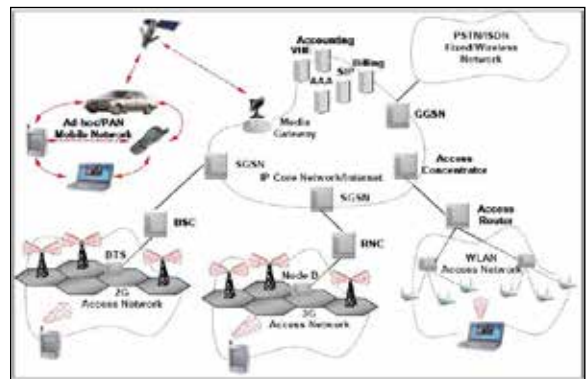 Accounting
VHE
Billing
SIP
AAA
PSTN/ISDN
Fixed/Wireless
Network
Ad-hoc/PAN
Mobile Network
Media
Gateway
GGSN
SGSN
IP Core Network/Internet
SGSN
Access
Concentrator
BSC
RNC
Access
Router
BTS
2G
Access Network
Node B
3G
Access Network
WLAN
Access Network